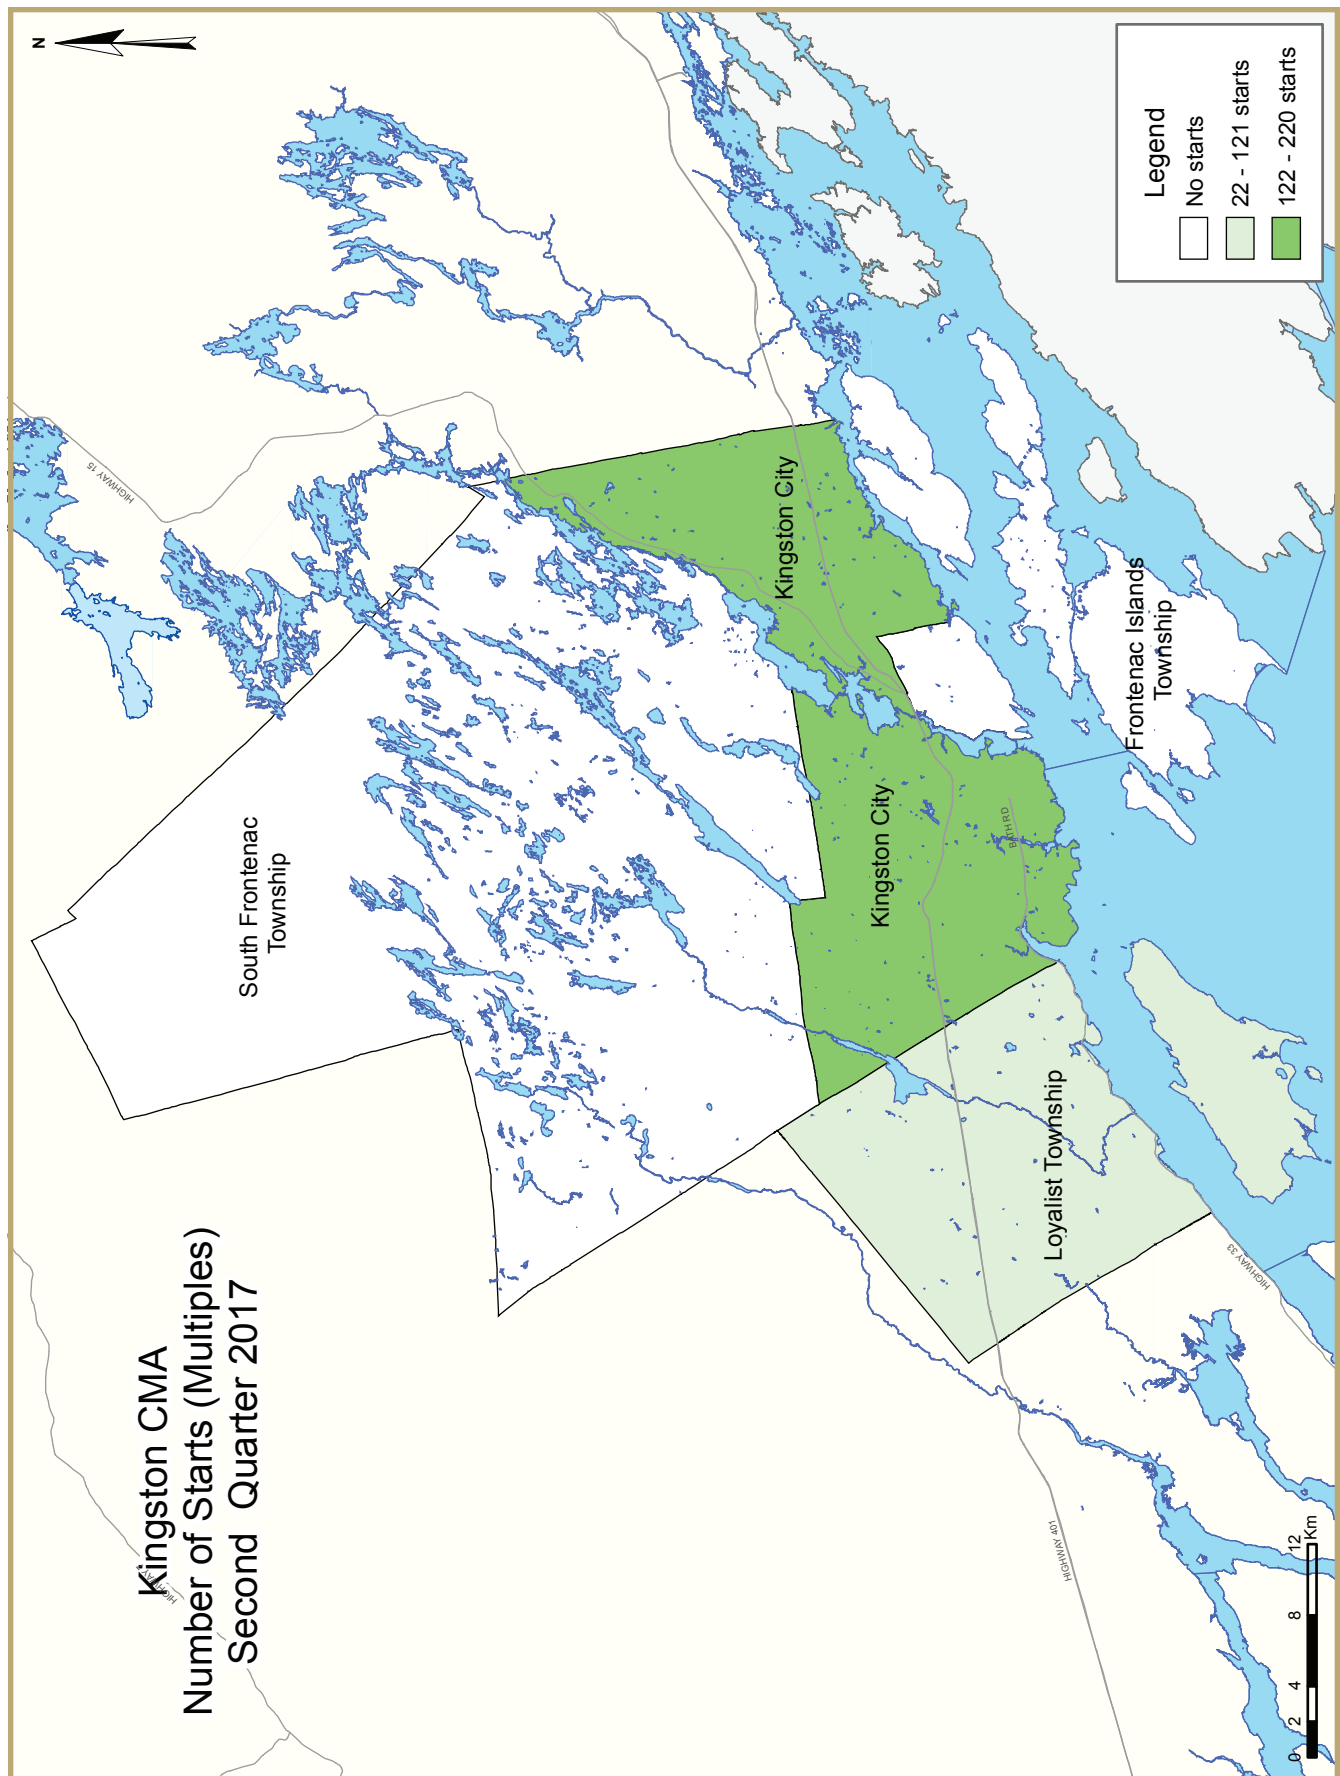 Kingston CMA
Number of Starts (Multiples)
Second Quarter 2017
HIGHWAY
N
HIGHWAY 15
South Frontenac
Township
Kingston City
Kingston City
BATH RD
Loyalist Township
Frontenac Islands
Township
HIGHWAY 33
HIGHWAY 401
Legend
No starts
22 - 121 starts
122 - 220 starts
0 2 4 8 12
Km